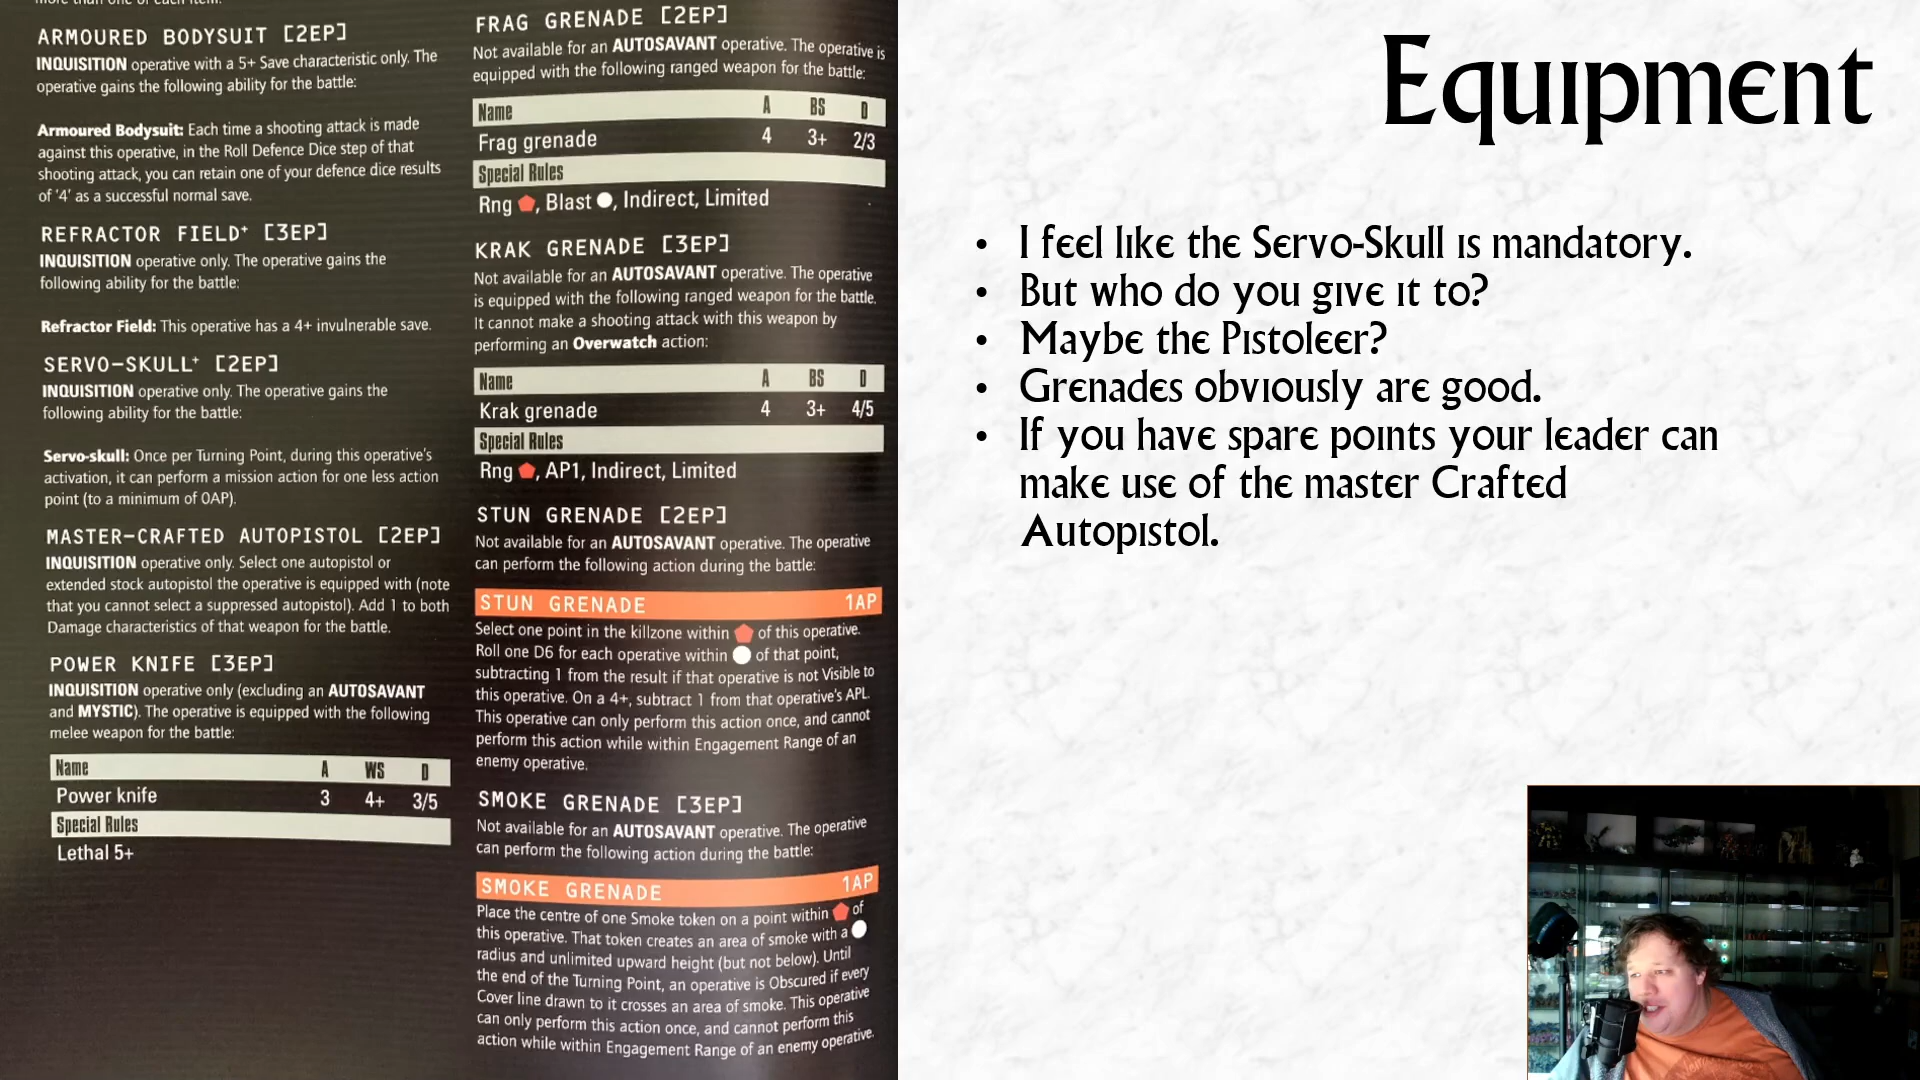 ARMOURED BODYSUIT [2EP]
INQUISITION operative with a 5+ Save characteristic only. The
operative gains the following ability for the battle:
Armoured Bodysuit: Each time a shooting attack is made
against this operative, in the Roll Defence Dice step of that
shooting attack, you can retain one of your defence dice results
of '4' as a successful normal save.
REFRACTOR FIELD+ [3EP]
INQUISITION operative only. The operative gains the
following ability for the battle:
Refractor Field: This operative has a 4+ invulnerable save.
SERVO-SKULL+ [2EP]
INQUISITION operative only. The operative gains the
following ability for the battle:
Servo-skull: Once per Turning Point, during this operative's
activation, it can perform a mission action for one less action
point (to a minimum of 0AP).
MASTER-CRAFTED AUTOPISTOL [2EP]
INQUISITION operative only. Select one autopistol or
extended stock autopistol the operative is equipped with (note
that you cannot select a suppressed autopistol). Add 1 to both
Damage characteristics of that weapon for the battle.
POWER KNIFE [3EP]
INQUISITION operative only (excluding an AUTOSAVANT
and MYSTIC). The operative is equipped with the following
melee weapon for the battle:
Name A WS D
Power knife 3 4+ 3/5
Special Rules
Lethal 5+
FRAG GRENADE [2EP]
Not available for an AUTOSAVANT operative. The operative is
equipped with the following ranged weapon for the battle:
Name A BS D
Frag grenade 4 3+ 2/3
Special Rules
Rng , Blast , Indirect, Limited
KRAK GRENADE [3EP]
Not available for an AUTOSAVANT operative. The operative
is equipped with the following ranged weapon for the battle.
It cannot make a shooting attack with this weapon by
performing an Overwatch action:
Name A BS D
Krak grenade 4 3+ 4/5
Special Rules
Rng , AP1, Indirect, Limited
STUN GRENADE [2EP]
Not available for an AUTOSAVANT operative. The operative
can perform the following action during the battle:
STUN GRENADE 1AP
Select one point in the killzone within of this operative.
Roll one D6 for each operative within of that point,
subtracting 1 from the result if that operative is not Visible to
this operative. On a 4+, subtract 1 from that operative's APL.
This operative can only perform this action once, and cannot
perform this action while within Engagement Range of an
enemy operative.
SMOKE GRENADE [3EP]
Not available for an AUTOSAVANT operative. The operative
can perform the following action during the battle:
SMOKE GRENADE 1AP
Place the centre of one Smoke token on a point within of
this operative. That token creates an area of smoke with a
radius and unlimited upward height (but not below). Until
the end of the Turning Point, an operative is Obscured if every
Cover line drawn to it crosses an area of smoke. This operative
can only perform this action once, and cannot perform this
action while within Engagement Range of an enemy operative.
Equipment
• I feel like the Servo-Skull is mandatory.
• But who do you give it to?
• Maybe the Pistoleer?
• Grenades obviously are good.
• If you have spare points your leader can
make use of the master Crafted
Autopistol.